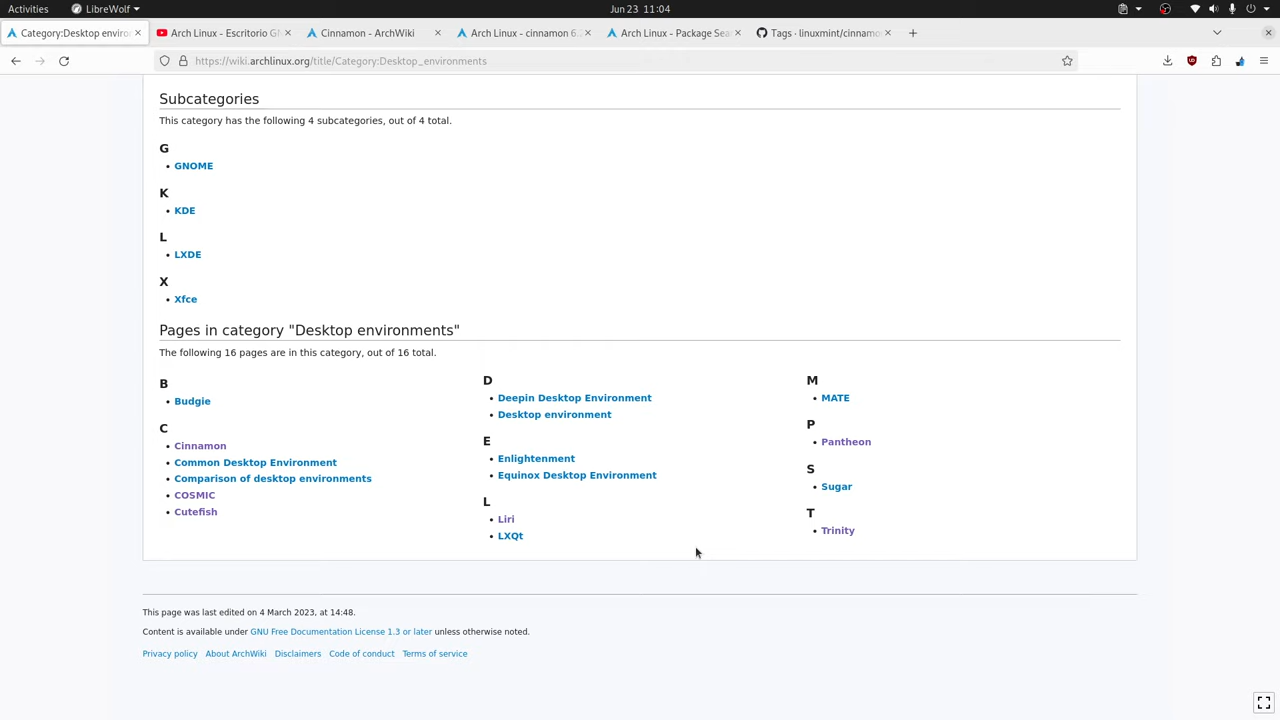 Activities
LibreWolf
Jun 23 11:04
Category:Desktop enviro
Arch Linux - Escritorio G
Cinnamon - ArchWiki
Arch Linux - cinnamon 6.
Arch Linux - Package Sea
Tags · linuxmint/cinnamo
https://wiki.archlinux.org/title/Category:Desktop_environments
Subcategories
This category has the following 4 subcategories, out of 4 total.
G
• GNOME
K
• KDE
L
• LXDE
X
• Xfce
Pages in category "Desktop environments"
The following 16 pages are in this category, out of 16 total.
B
• Budgie
C
• Cinnamon
• Common Desktop Environment
• Comparison of desktop environments
• COSMIC
• Cutefish
D
• Deepin Desktop Environment
• Desktop environment
E
• Enlightenment
• Equinox Desktop Environment
L
• Liri
• LXQt
M
• MATE
P
• Pantheon
S
• Sugar
T
• Trinity
This page was last edited on 4 March 2023, at 14:48.
Content is available under GNU Free Documentation License 1.3 or later unless otherwise noted.
Privacy policy About ArchWiki Disclaimers Code of conduct Terms of service